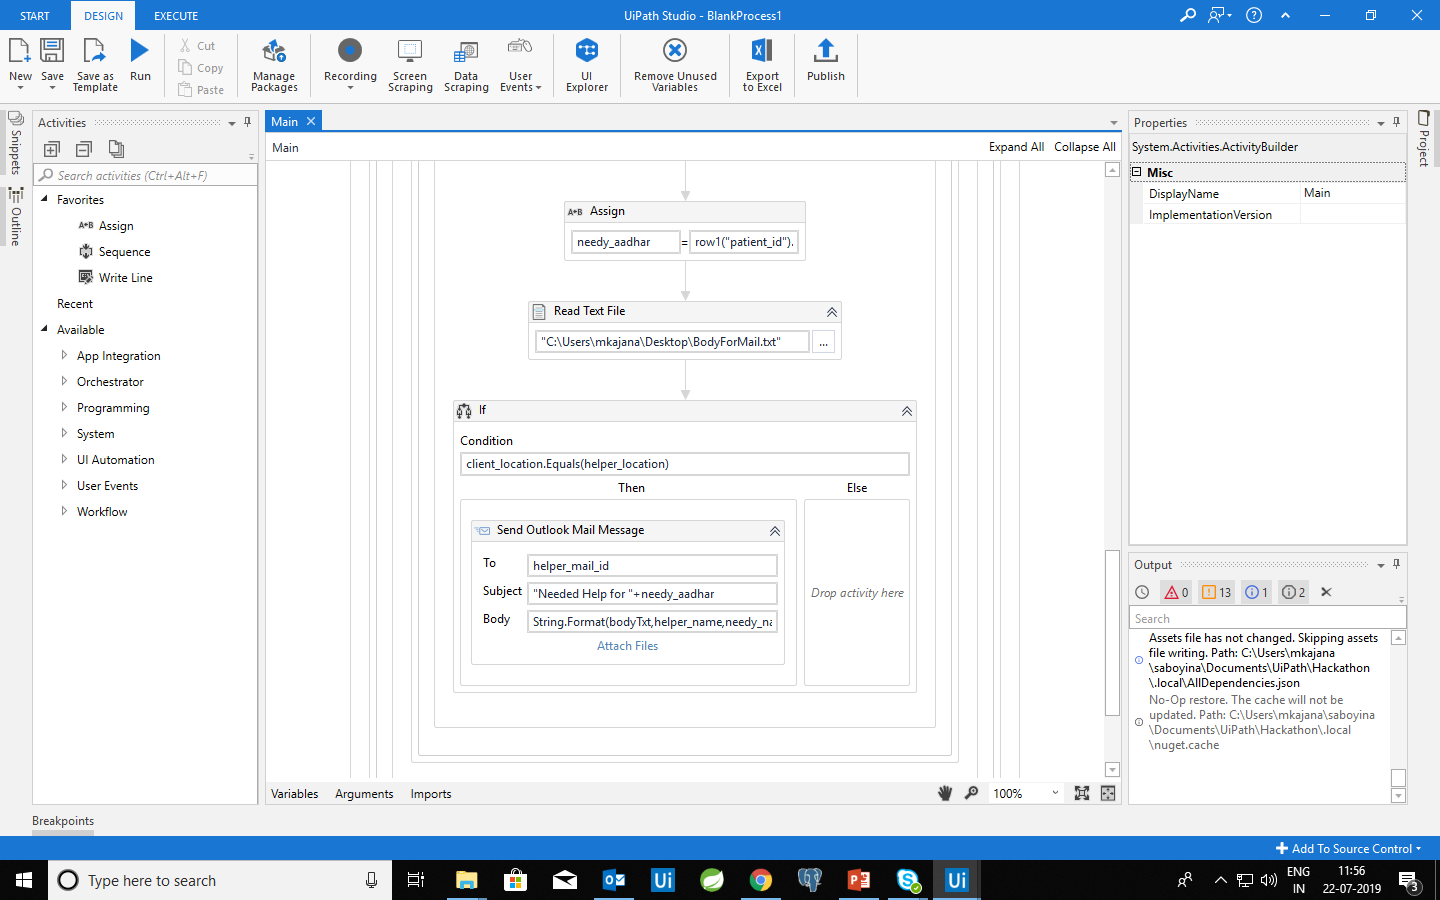 START
DESIGN
EXECUTE
UiPath Studio - BlankProcess1
New
Save
Save as Template
Run
Cut
Copy
Paste
Manage Packages
Recording
Screen Scraping
Data Scraping
User Events
UI Explorer
Remove Unused Variables
Export to Excel
Publish
Snippets
Outline
Activities
Search activities (Ctrl+Alt+F)
Favorites
Assign
Sequence
Write Line
Recent
Available
App Integration
Orchestrator
Programming
System
UI Automation
User Events
Workflow
Main
Main
Expand All
Collapse All
A+B Assign
needy_aadhar = row1("patient_id").
Read Text File
"C:\Users\mkajana\Desktop\BodyForMail.txt" ...
If
Condition
client_location.Equals(helper_location)
Then
Else
Send Outlook Mail Message
To helper_mail_id
Subject "Needed Help for "+needy_aadhar
Body String.Format(bodyTxt,helper_name,needy_na
Attach Files
Drop activity here
Variables
Arguments
Imports
100%
Properties
System.Activities.ActivityBuilder
Misc
DisplayName Main
ImplementationVersion
Project
Output
0
13
1
2
Search
Assets file has not changed. Skipping assets
file writing. Path: C:\Users\mkajana
\saboyina\Documents\UiPath\Hackathon
\.local\AllDependencies.json
No-Op restore. The cache will not be
updated. Path: C:\Users\mkajana\saboyina
\Documents\UiPath\Hackathon\.local
\nuget.cache
Breakpoints
Add To Source Control
Type here to search
Ui
Ui
ENG
IN
11:56
22-07-2019
3